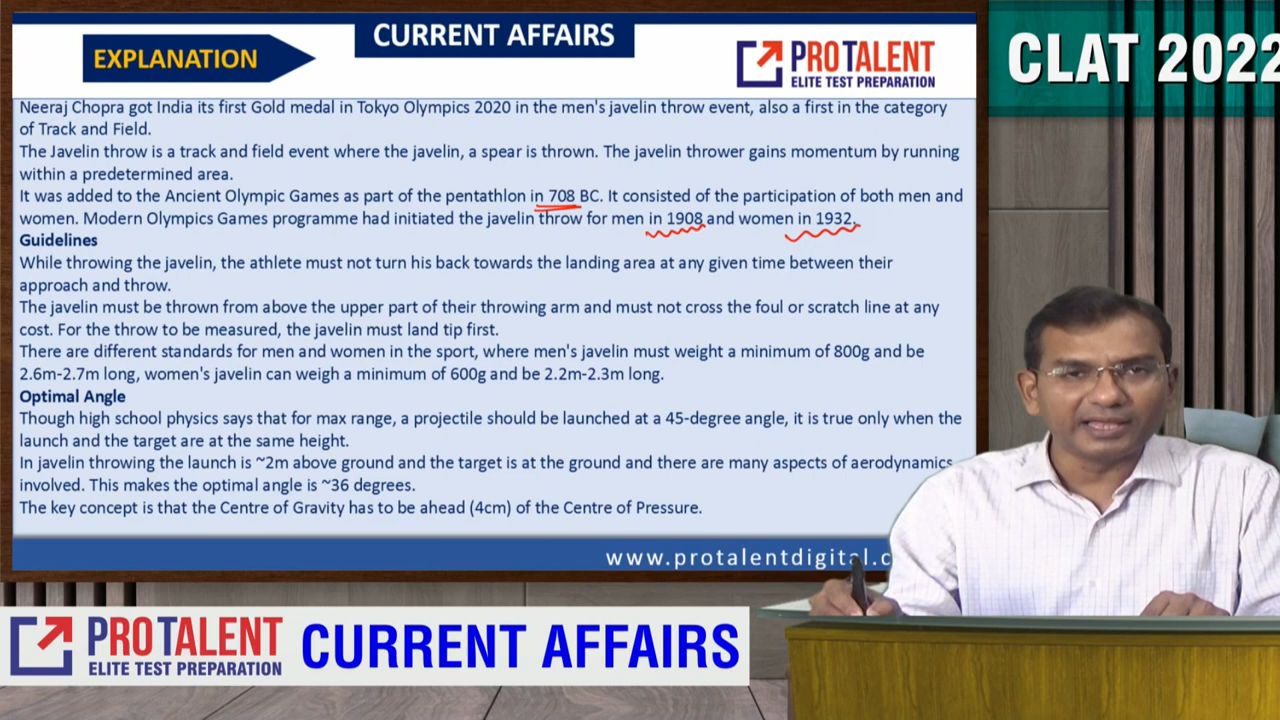 CURRENT AFFAIRS
EXPLANATION
PROTALENT
ELITE TEST PREPARATION
CLAT 2022
Neeraj Chopra got India its first Gold medal in Tokyo Olympics 2020 in the men's javelin throw event, also a first in the category
of Track and Field.
The Javelin throw is a track and field event where the javelin, a spear is thrown. The javelin thrower gains momentum by running
within a predetermined area.
It was added to the Ancient Olympic Games as part of the pentathlon in 708 BC. It consisted of the participation of both men and
women. Modern Olympics Games programme had initiated the javelin throw for men in 1908 and women in 1932.
Guidelines
While throwing the javelin, the athlete must not turn his back towards the landing area at any given time between their
approach and throw.
The javelin must be thrown from above the upper part of their throwing arm and must not cross the foul or scratch line at any
cost. For the throw to be measured, the javelin must land tip first.
There are different standards for men and women in the sport, where men's javelin must weight a minimum of 800g and be
2.6m-2.7m long, women's javelin can weigh a minimum of 600g and be 2.2m-2.3m long.
Optimal Angle
Though high school physics says that for max range, a projectile should be launched at a 45-degree angle, it is true only when the
launch and the target are at the same height.
In javelin throwing the launch is ~2m above ground and the target is at the ground and there are many aspects of aerodynamics
involved. This makes the optimal angle is ~36 degrees.
The key concept is that the Centre of Gravity has to be ahead (4cm) of the Centre of Pressure.
www.protalentdigital.c
PROTALENT
ELITE TEST PREPARATION
CURRENT AFFAIRS